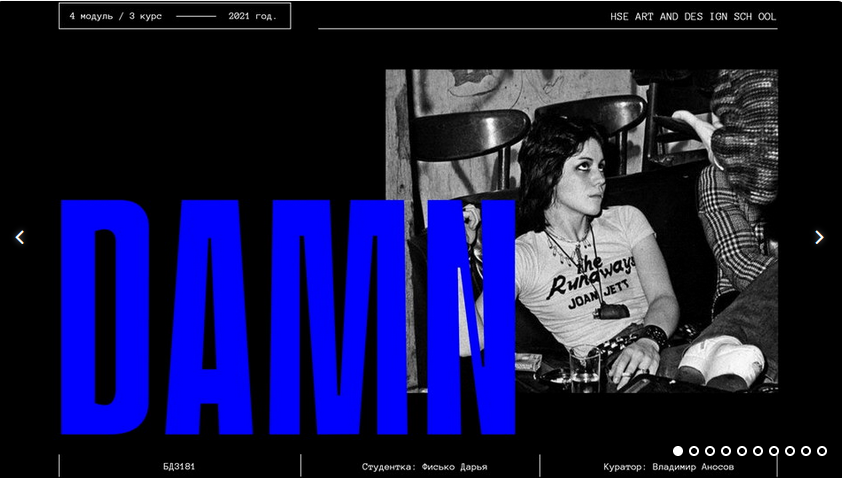 4 модуль / 3 курс 2021 год.
HSE ART AND DES IGN SCH OOL
DAMN
the
Runaways
JOAN JETT
БД3181
Студентка: Фисько Дарья
Куратор: Владимир Аносов